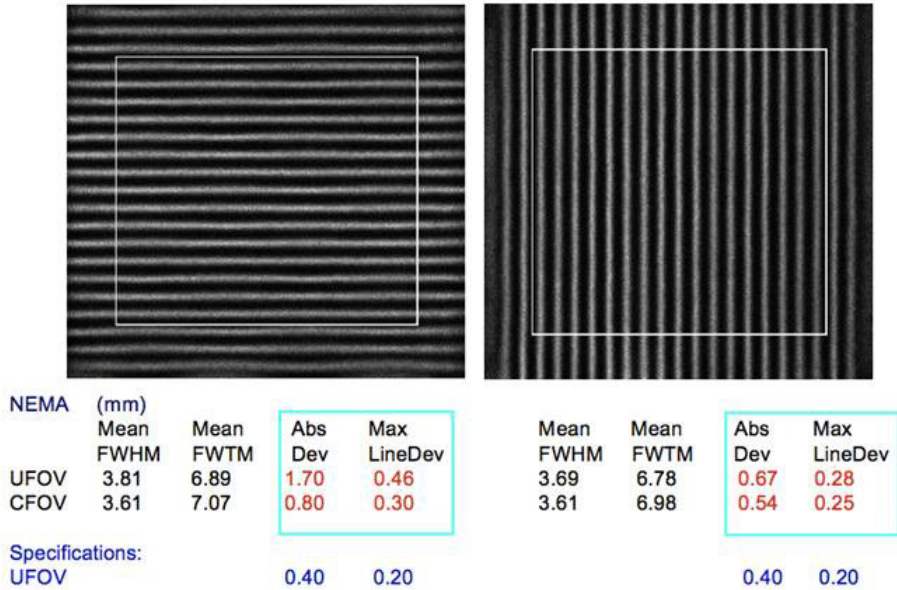 NEMA (mm)
Mean Mean Abs Max Mean Mean Abs Max
FWHM FWTM Dev LineDev FWHM FWTM Dev LineDev
UFOV 3.81 6.89 1.70 0.46 3.69 6.78 0.67 0.28
CFOV 3.61 7.07 0.80 0.30 3.61 6.98 0.54 0.25
Specifications:
UFOV 0.40 0.20 0.40 0.20